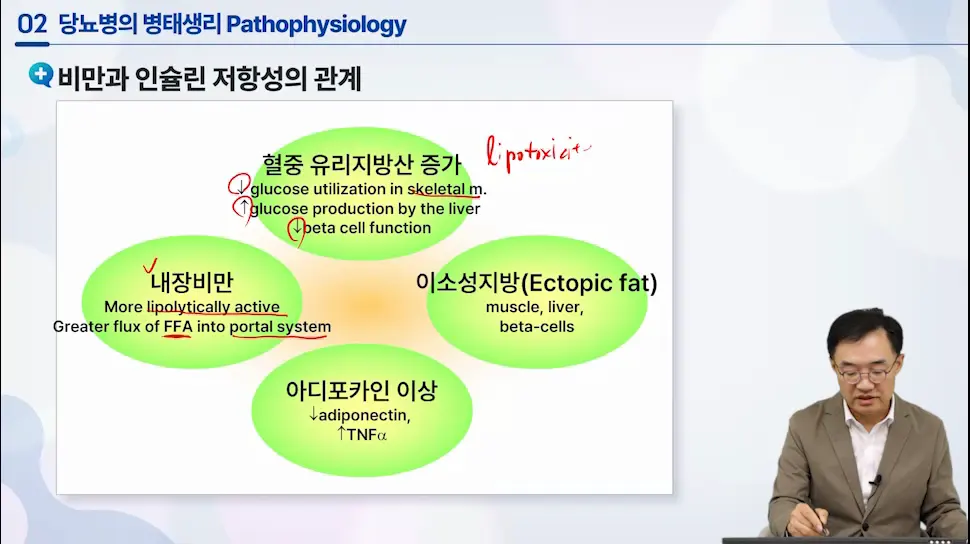 02 당뇨병의 병태생리 Pathophysiology
비만과 인슐린 저항성의 관계
혈중 유리지방산 증가
↓glucose utilization in skeletal m.
↑glucose production by the liver
↓beta cell function
lipotoxicit
내장비만
More lipolytically active
Greater flux of FFA into portal system
이소성지방(Ectopic fat)
muscle, liver,
beta-cells
아디포카인 이상
↓adiponectin,
↑TNFα